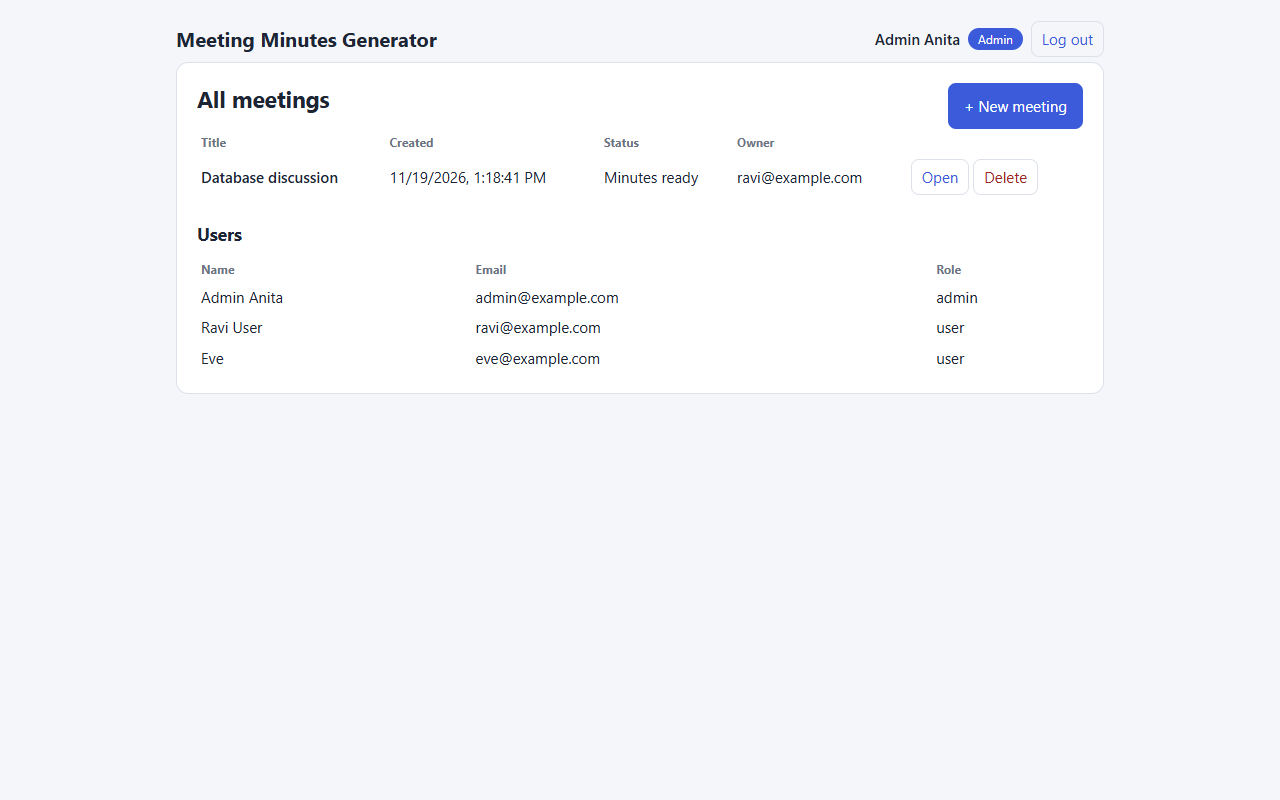 Meeting Minutes Generator
Admin Anita Admin Log out
All meetings
+ New meeting
Title Created Status Owner
Database discussion 11/19/2026, 1:18:41 PM Minutes ready ravi@example.com Open Delete
Users
Name Email Role
Admin Anita admin@example.com admin
Ravi User ravi@example.com user
Eve eve@example.com user